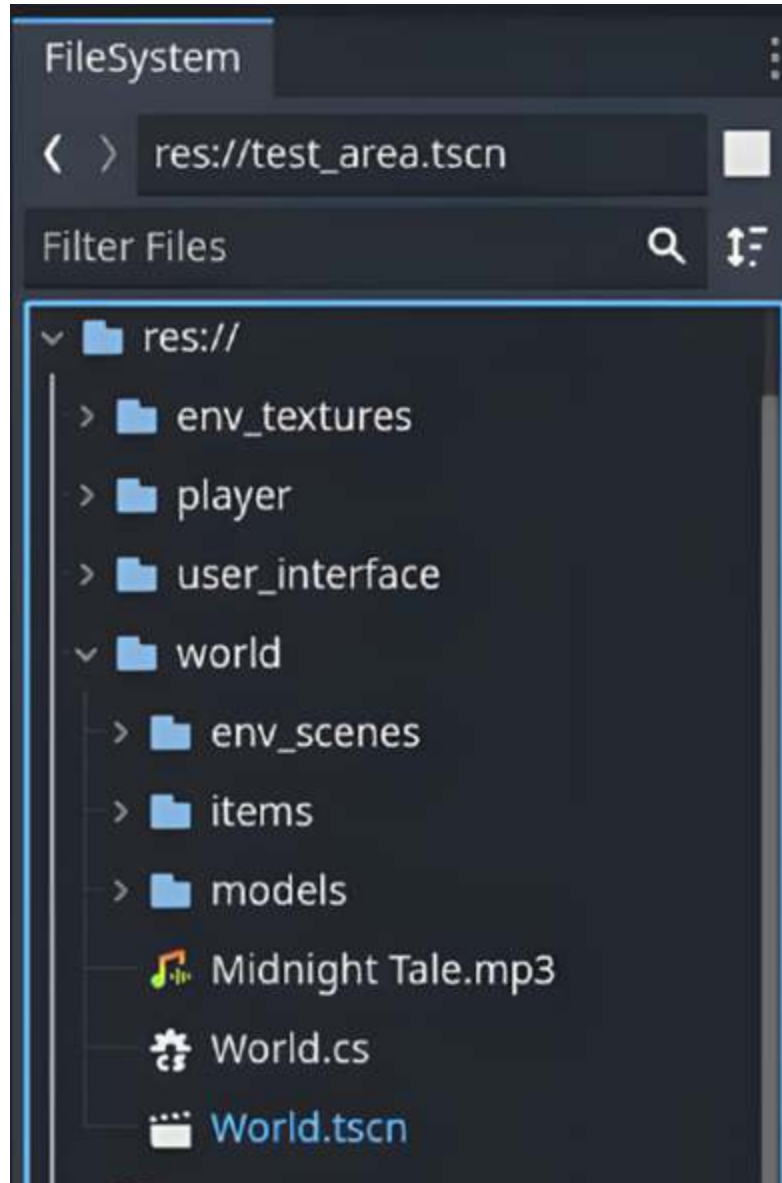 FileSystem
res://test_area.tscn
Filter Files
res://
env_textures
player
user_interface
world
env_scenes
items
models
Midnight Tale.mp3
CS World.cs
World.tscn